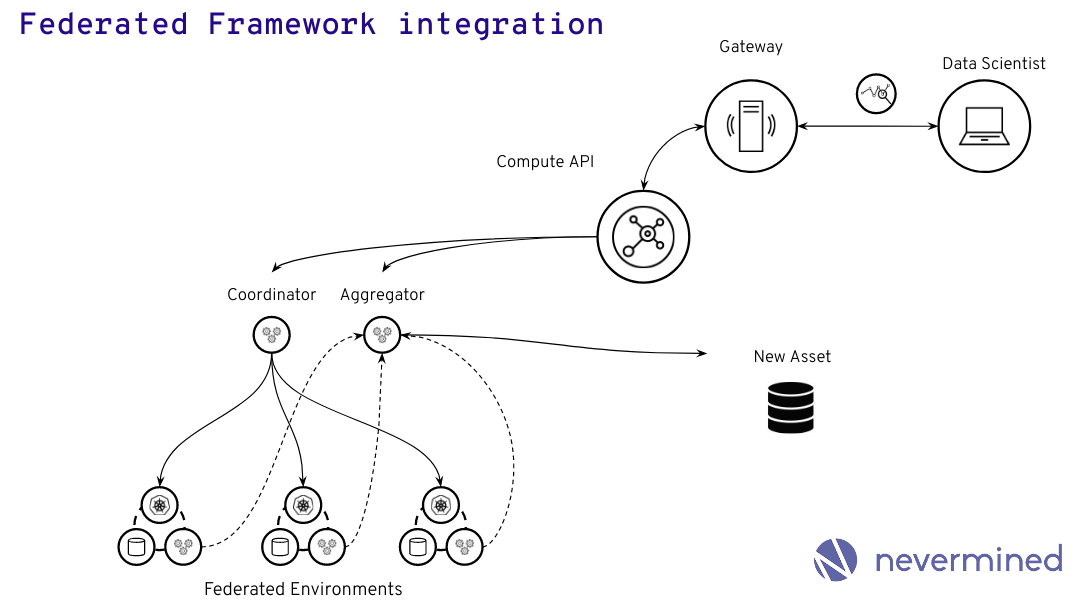 Federated Framework integration
Gateway
Data Scientist
Compute API
Coordinator
Aggregator
New Asset
Federated Environments
nevermined